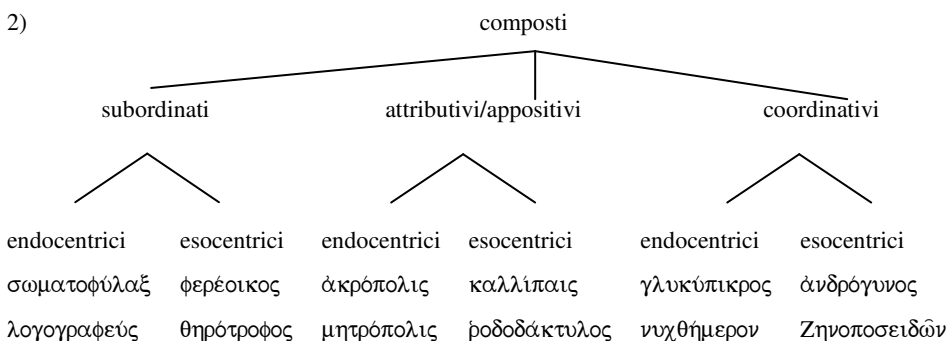 2) composti
subordinati attributivi/appositivi coordinativi
endocentrici esocentrici endocentrici esocentrici endocentrici esocentrici
σωματοφύλαξ φερέοικος ἀκρόπολις καλλίπαις γλυκύπικρος ἀνδρόγυνος
λογογραφεύς θηρότροφος μητρόπολις ῥοδοδάκτυλος νυχθήμερον Ζηνοποσειδῶν